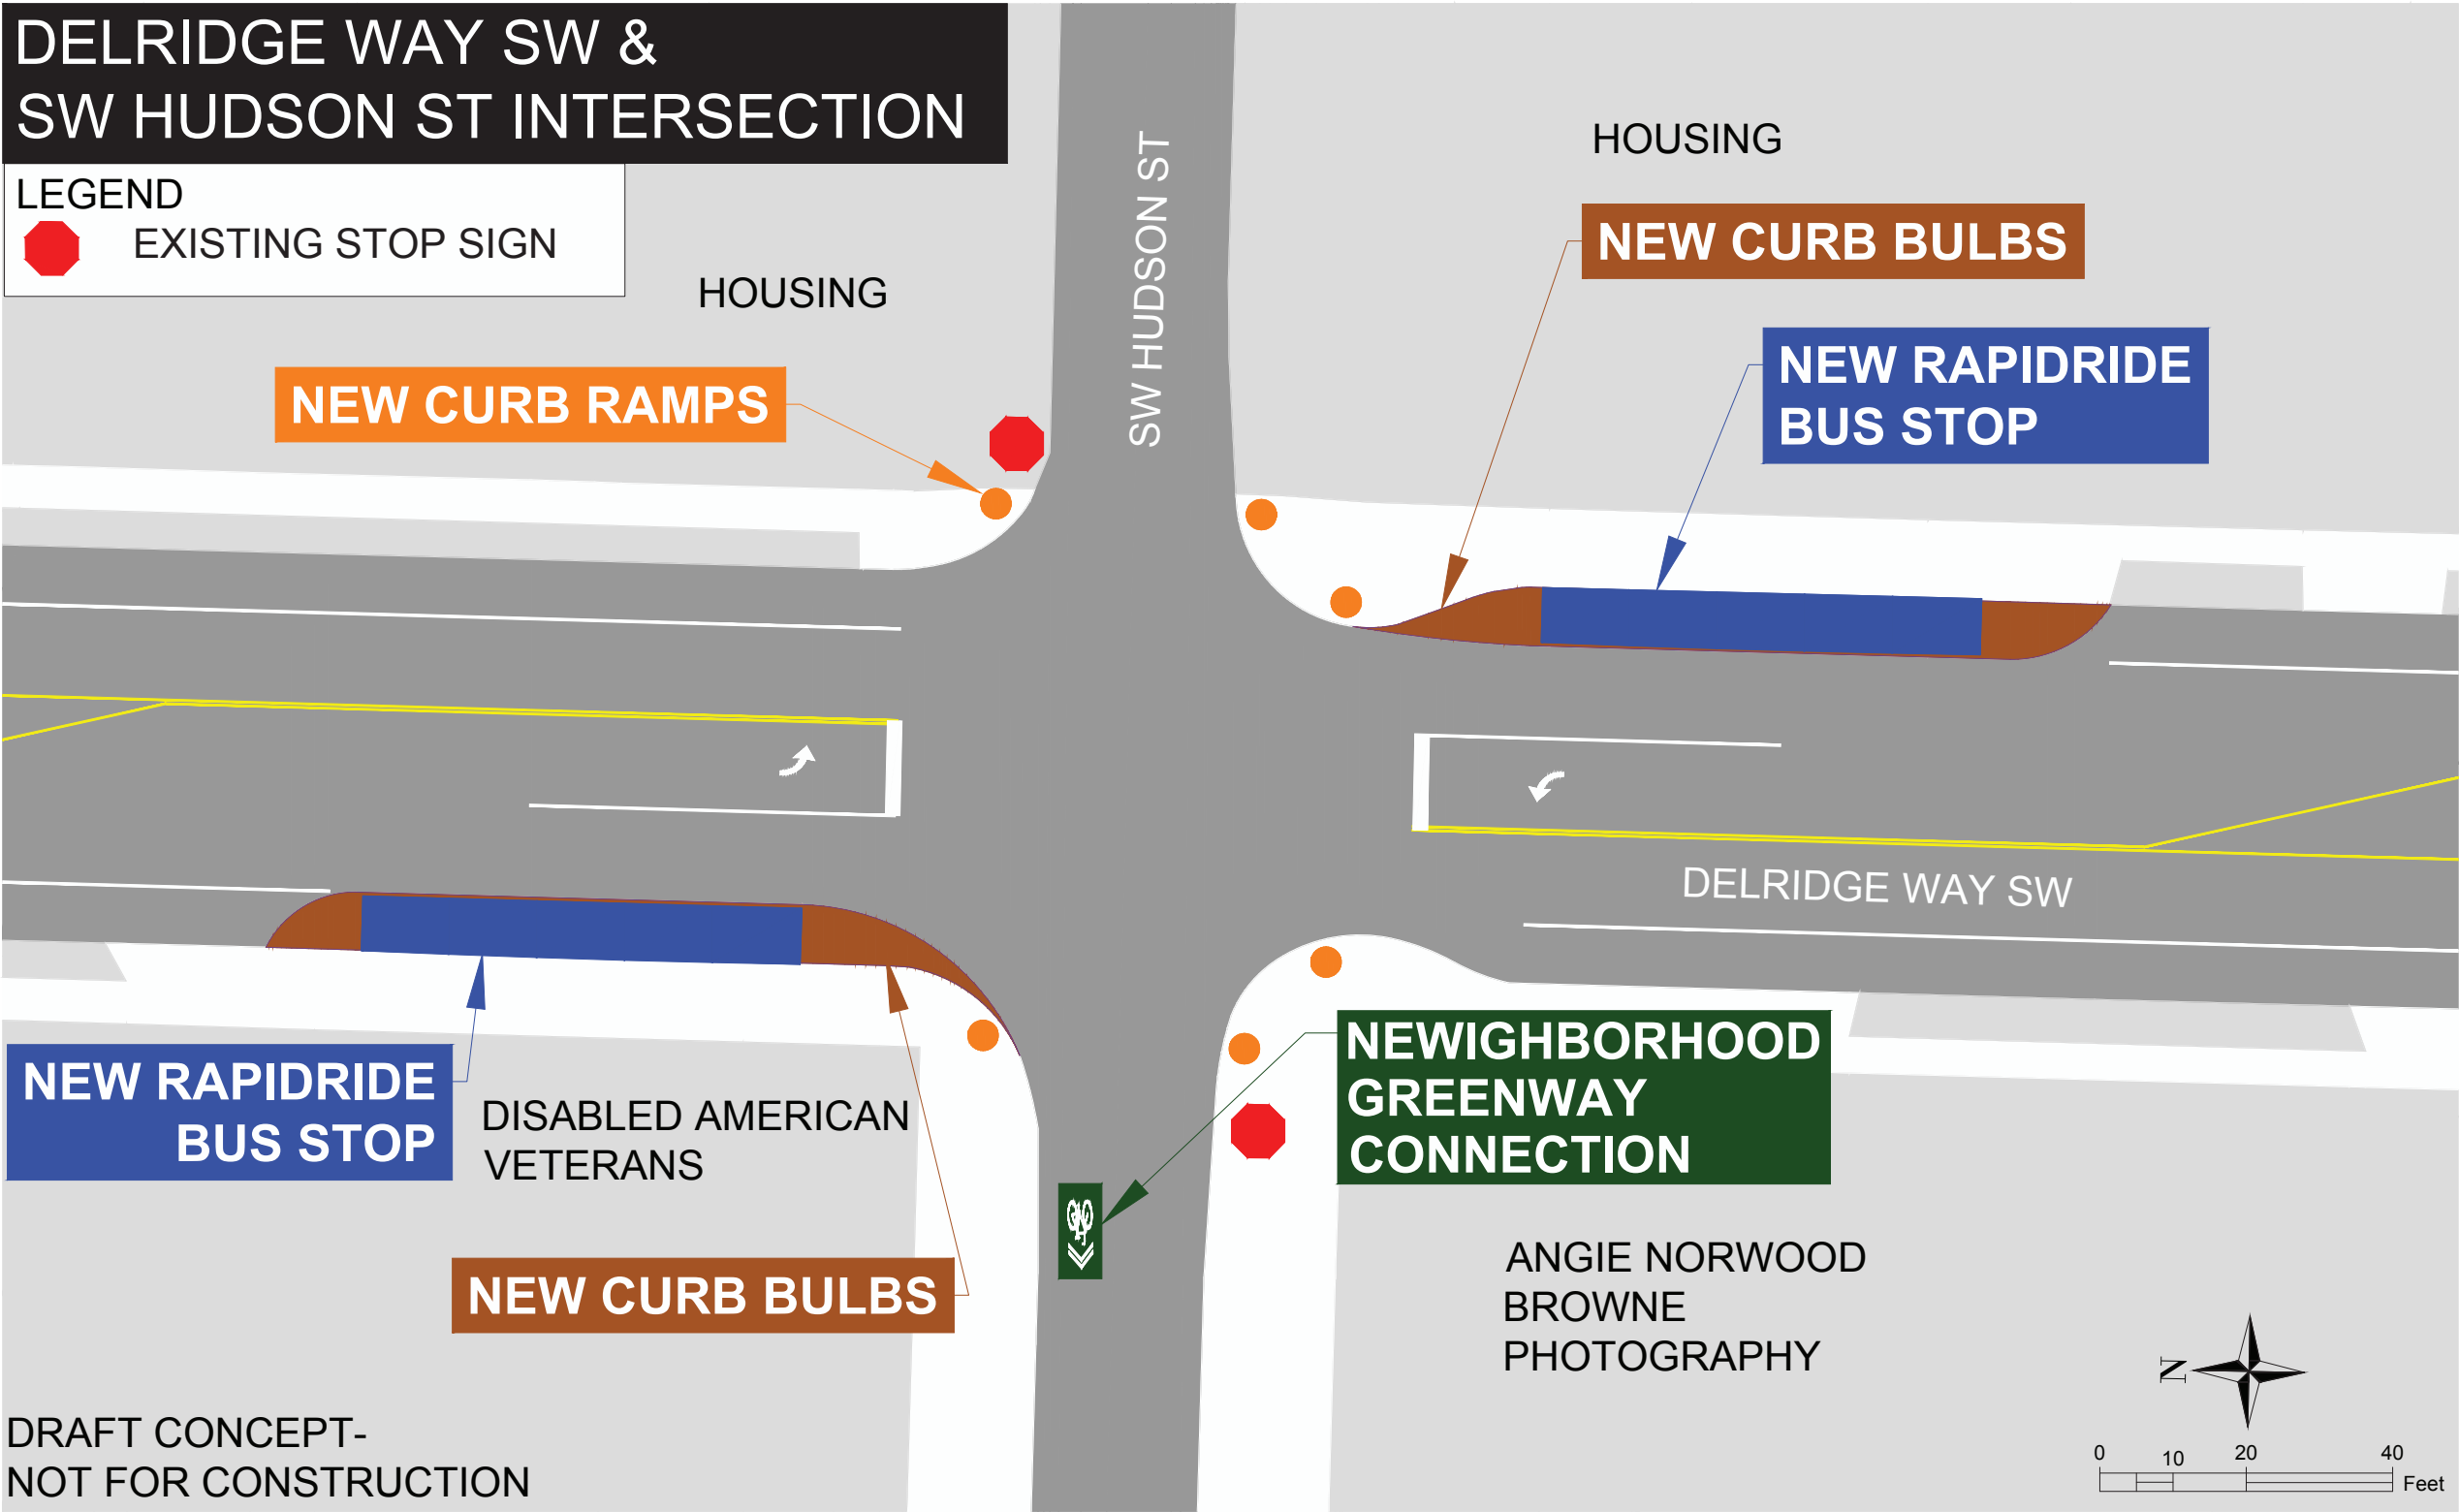 DELRIDGE WAY SW &
SW HUDSON ST INTERSECTION
LEGEND
EXISTING STOP SIGN
HOUSING
HOUSING
SW HUDSON ST
NEW CURB BULBS
NEW RAPIDRIDE
BUS STOP
NEW CURB RAMPS
DELRIDGE WAY SW
NEW RAPIDRIDE
BUS STOP
DISABLED AMERICAN
VETERANS
NEW CURB BULBS
NEWIGHBORHOOD
GREENWAY
CONNECTION
ANGIE NORWOOD
BROWNE
PHOTOGRAPHY
N
0 10 20 40
Feet
DRAFT CONCEPT-
NOT FOR CONSTRUCTION